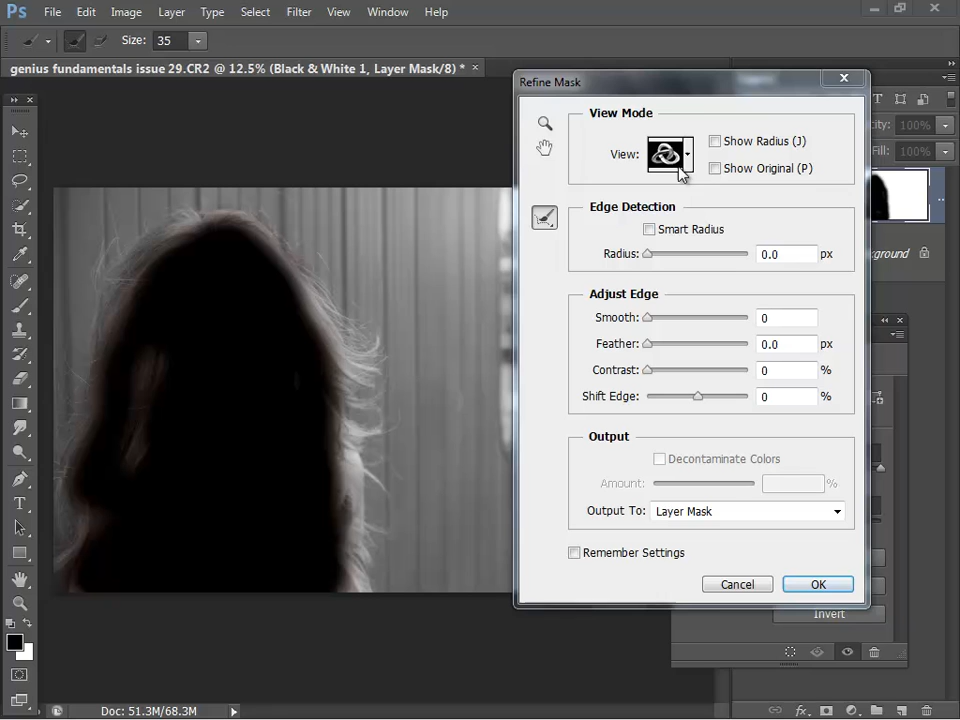 Ps File Edit Image Layer Type Select Filter View Window Help
Size: 35
genius fundamentals issue 29.CR2 @ 12.5% (Black & White 1, Layer Mask/8) *
Refine Mask
View Mode
View: Show Radius (J)
Show Original (P)
Edge Detection
Smart Radius
Radius: 0.0 px
Adjust Edge
Smooth: 0
Feather: 0.0 px
Contrast: 0 %
Shift Edge: 0 %
Output
Decontaminate Colors
Amount: %
Output To: Layer Mask
Remember Settings
Cancel OK
T
100%
Fill: 100%
Invert
T
Doc: 51.3M/68.3M